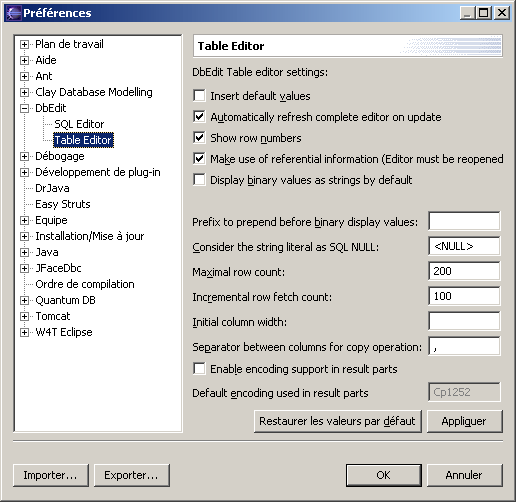 Préférences
Plan de travail
Aide
Ant
Clay Database Modelling
DbEdit
SQL Editor
Table Editor
Débogage
Développement de plug-in
DrJava
Easy Struts
Equipe
Installation/Mise à jour
Java
JFaceDbc
Ordre de compilation
Quantum DB
Tomcat
W4T Eclipse
Table Editor
DbEdit Table editor settings:
Insert default values
Automatically refresh complete editor on update
Show row numbers
Make use of referential information (Editor must be reopened
Display binary values as strings by default
Prefix to prepend before binary display values:
Consider the string literal as SQL NULL: <NULL>
Maximal row count: 200
Incremental row fetch count: 100
Initial column width:
Separator between columns for copy operation: ,
Enable encoding support in result parts
Default encoding used in result parts Cp1252
Restaurer les valeurs par défaut Appliquer
Importer... Exporter... OK Annuler